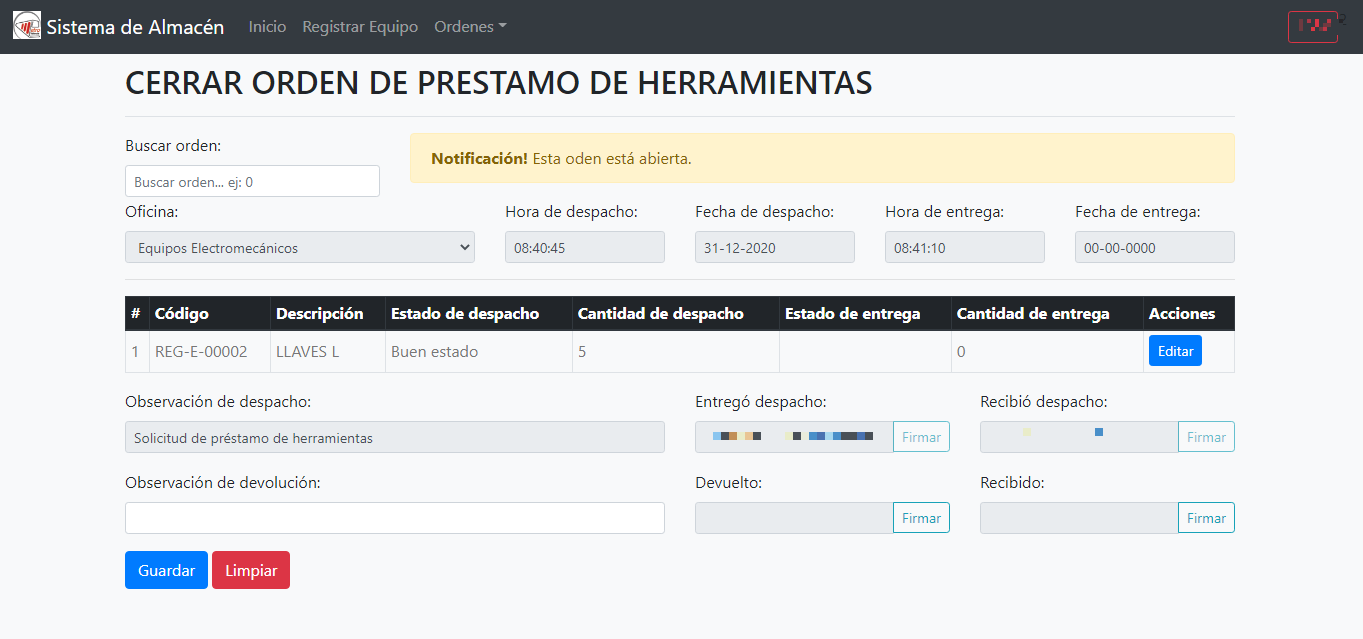 Sistema de Almacén Inicio Registrar Equipo Ordenes
CERRAR ORDEN DE PRESTAMO DE HERRAMIENTAS
Buscar orden:
Notificación! Esta oden está abierta.
Buscar orden... ej: 0
Oficina: Hora de despacho: Fecha de despacho: Hora de entrega: Fecha de entrega:
Equipos Electromecánicos 08:40:45 31-12-2020 08:41:10 00-00-0000
# Código Descripción Estado de despacho Cantidad de despacho Estado de entrega Cantidad de entrega Acciones
1 REG-E-00002 LLAVES L Buen estado 5 0 Editar
Observación de despacho: Entregó despacho: Recibió despacho:
Solicitud de préstamo de herramientas Firmar Firmar
Observación de devolución: Devuelto: Recibido:
Firmar Firmar
Guardar Limpiar